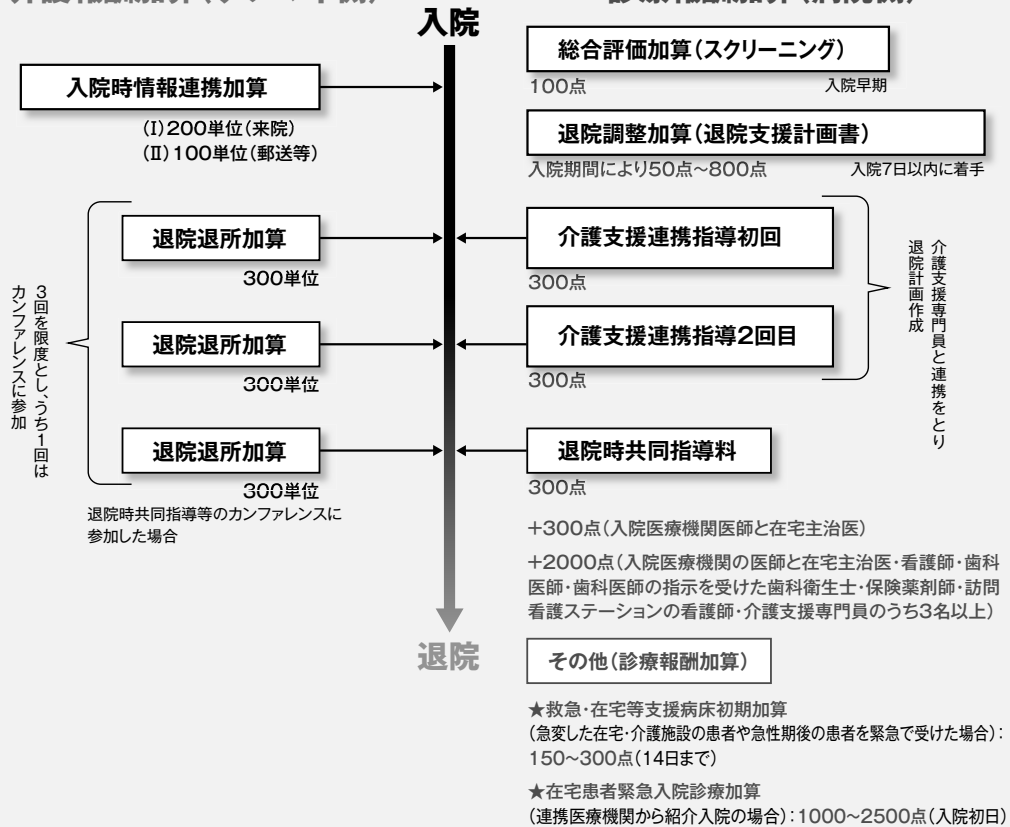 入院
入院時情報連携加算
(Ⅰ)200単位(来院)
(Ⅱ)100単位(郵送等)
退院退所加算
300単位
退院退所加算
300単位
退院退所加算
300単位
3回を限度とし、うち1回は
カンファレンスに参加
退院時共同指導等のカンファレンスに
参加した場合
総合評価加算(スクリーニング)
100点
入院早期
退院調整加算(退院支援計画書)
入院期間により50点〜800点
入院7日以内に着手
介護支援連携指導初回
300点
介護支援連携指導2回目
300点
介護支援専門員と連携をとり
退院計画作成
退院時共同指導料
300点
+300点(入院医療機関医師と在宅主治医)
+2000点(入院医療機関の医師と在宅主治医・看護師・歯科
医師・歯科医師の指示を受けた歯科衛生士・保険薬剤師・訪問
看護ステーションの看護師・介護支援専門員のうち3名以上)
退院
その他(診療報酬加算)
★救急・在宅等支援病床初期加算
(急変した在宅・介護施設の患者や急性期後の患者を緊急で受けた場合):
150〜300点(14日まで)
★在宅患者緊急入院診療加算
(連携医療機関から紹介入院の場合):1000〜2500点(入院初日)